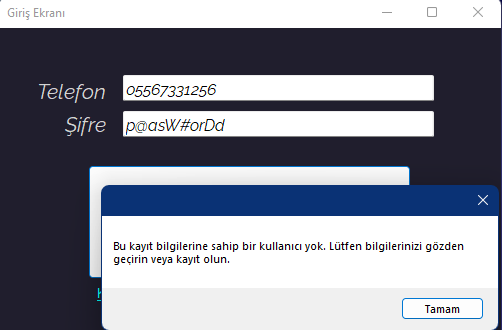 Giriş Ekranı
Telefon 05567331256
Şifre p@asW#orDd
Bu kayıt bilgilerine sahip bir kullanıcı yok. Lütfen bilgilerinizi gözden
geçirin veya kayıt olun.
Tamam